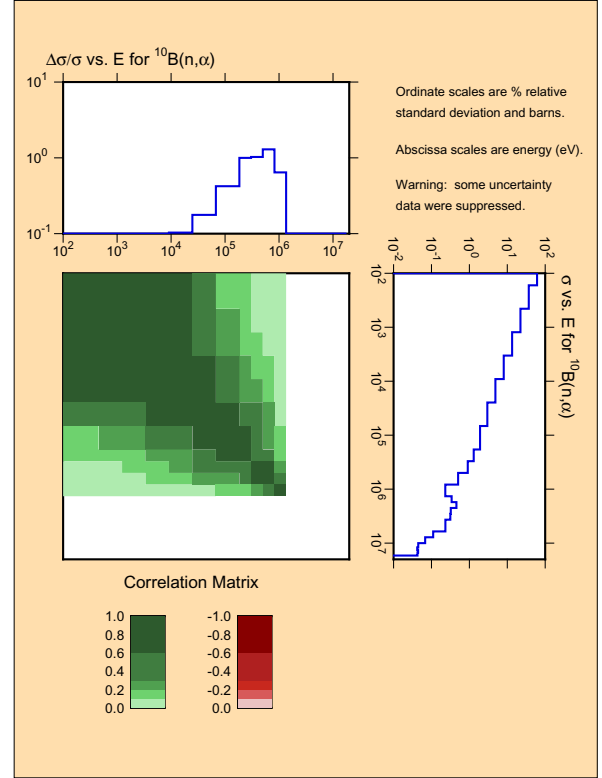 Δσ/σ vs. E for ¹⁰B(n,α)
Ordinate scales are % relative
standard deviation and barns.
Abscissa scales are energy (eV).
Warning: some uncertainty
data were suppressed.
10¹
10⁰
10⁻¹
10² 10³ 10⁴ 10⁵ 10⁶ 10⁷
10⁻² 10⁻¹ 10⁰ 10¹ 10²
10²
10³
10⁴
10⁵
10⁶
10⁷
σ vs. E for ¹⁰B(n,α)
Correlation Matrix
1.0
0.8
0.6
0.4
0.2
0.0
-1.0
-0.8
-0.6
-0.4
-0.2
0.0